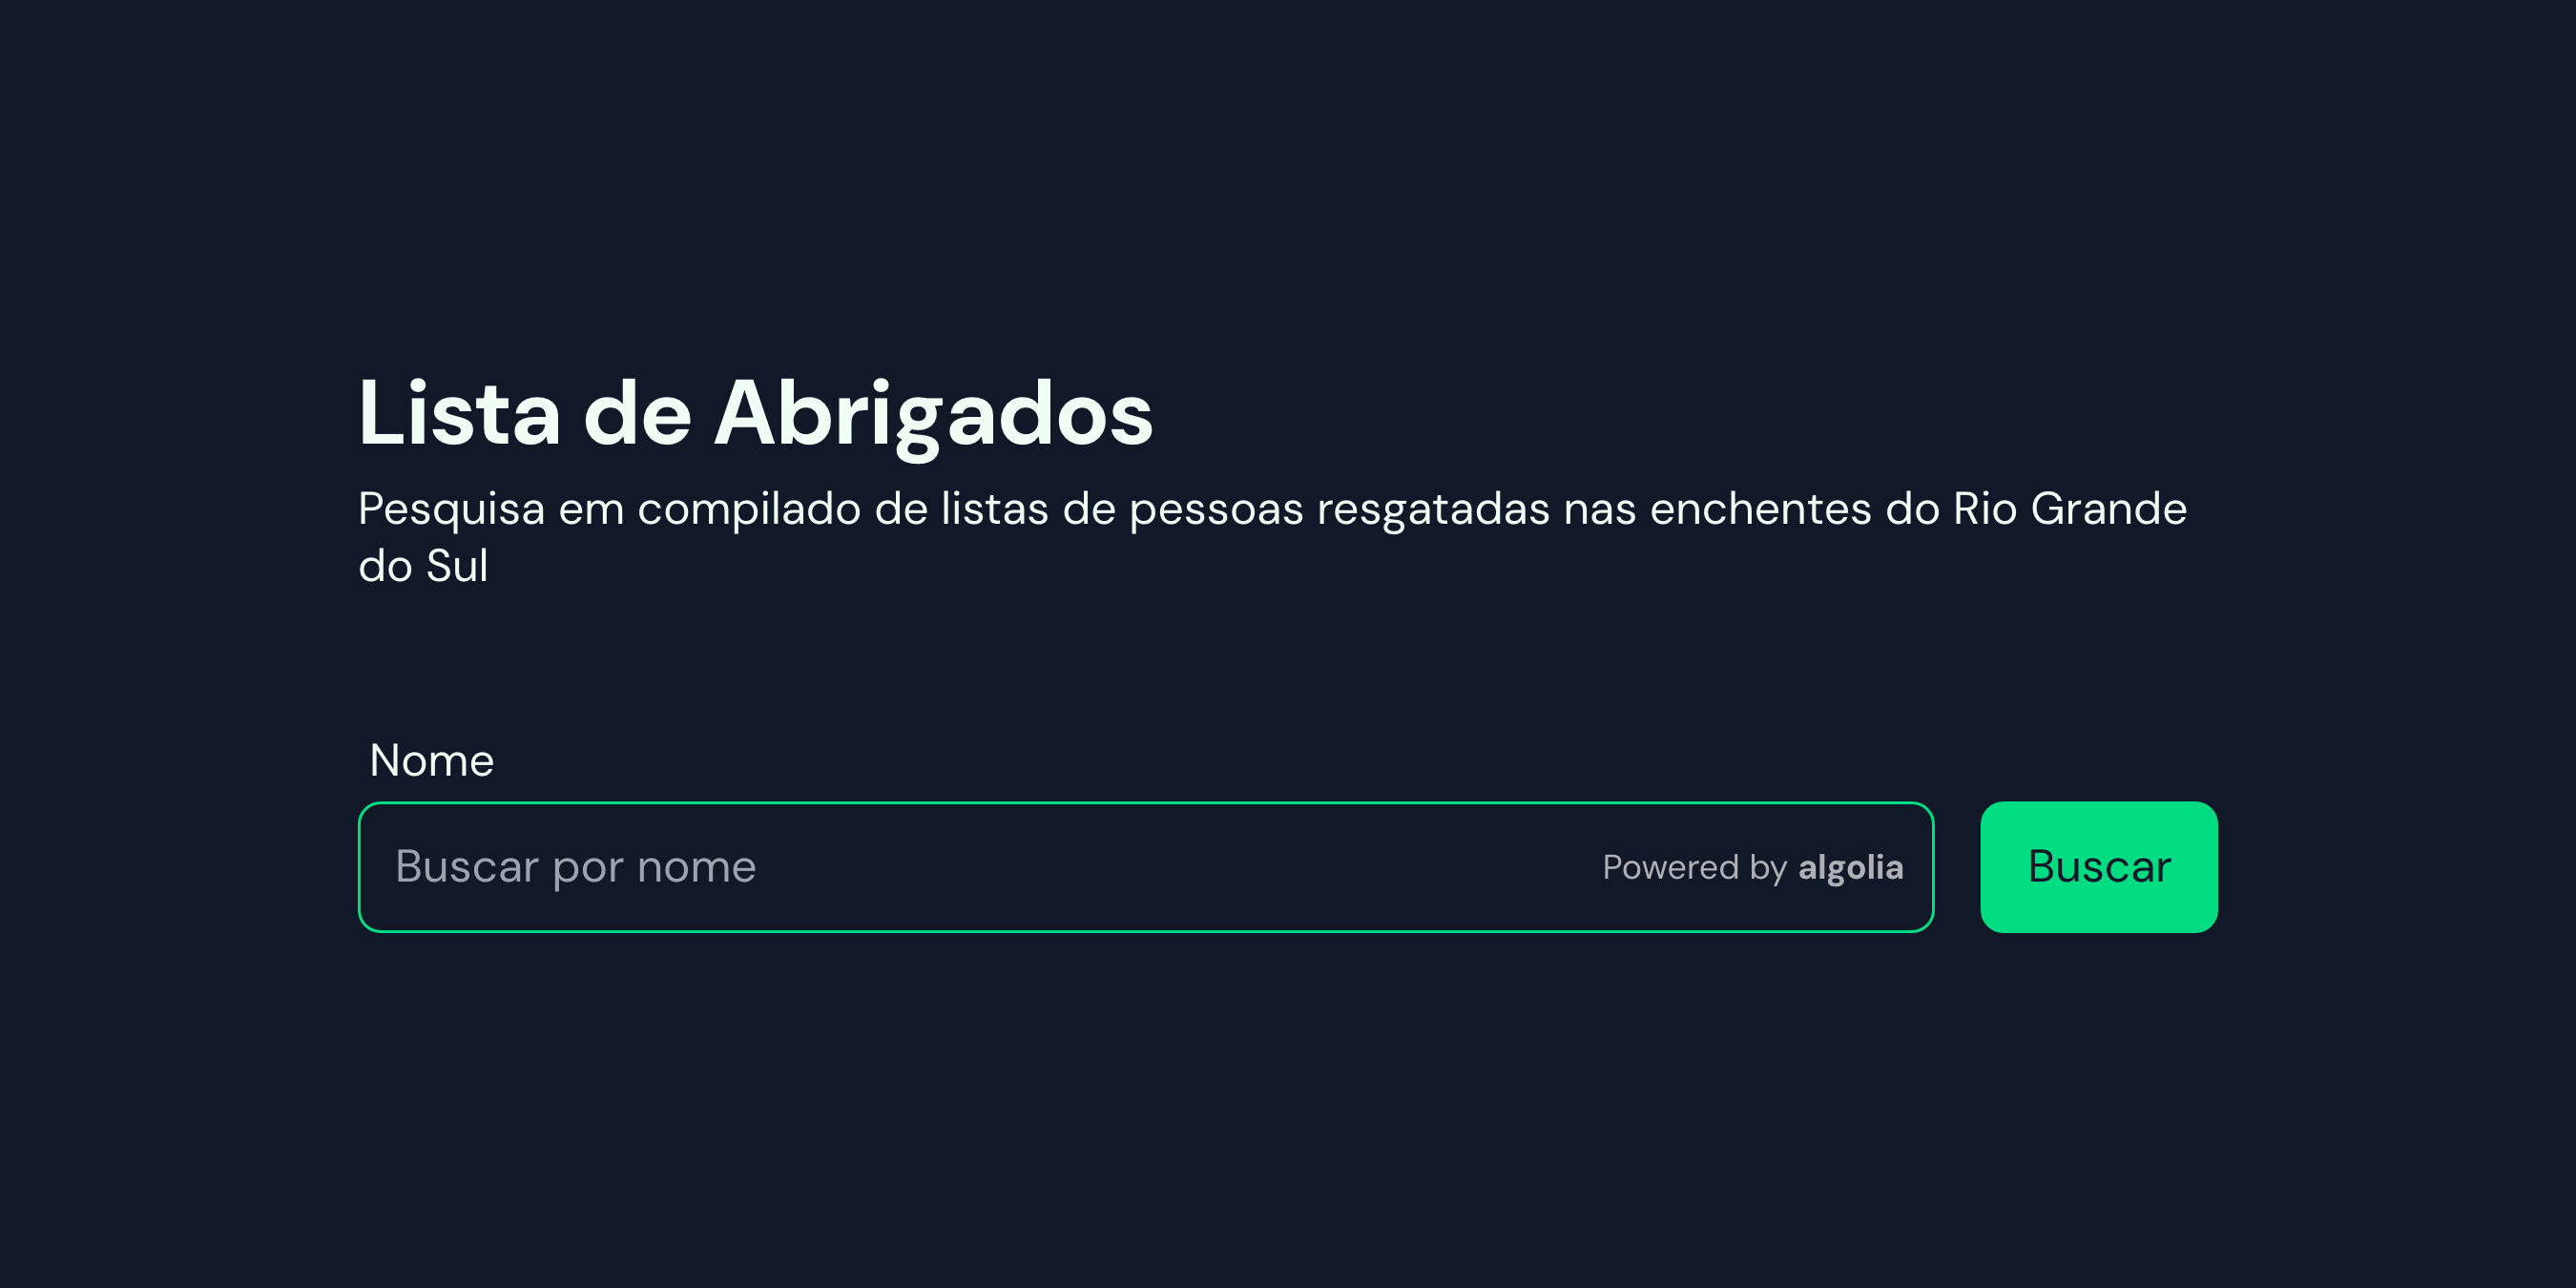 Lista de Abrigados
Pesquisa em compilado de listas de pessoas resgatadas nas enchentes do Rio Grande
do Sul
Nome
Buscar por nome
Powered by algolia
Buscar